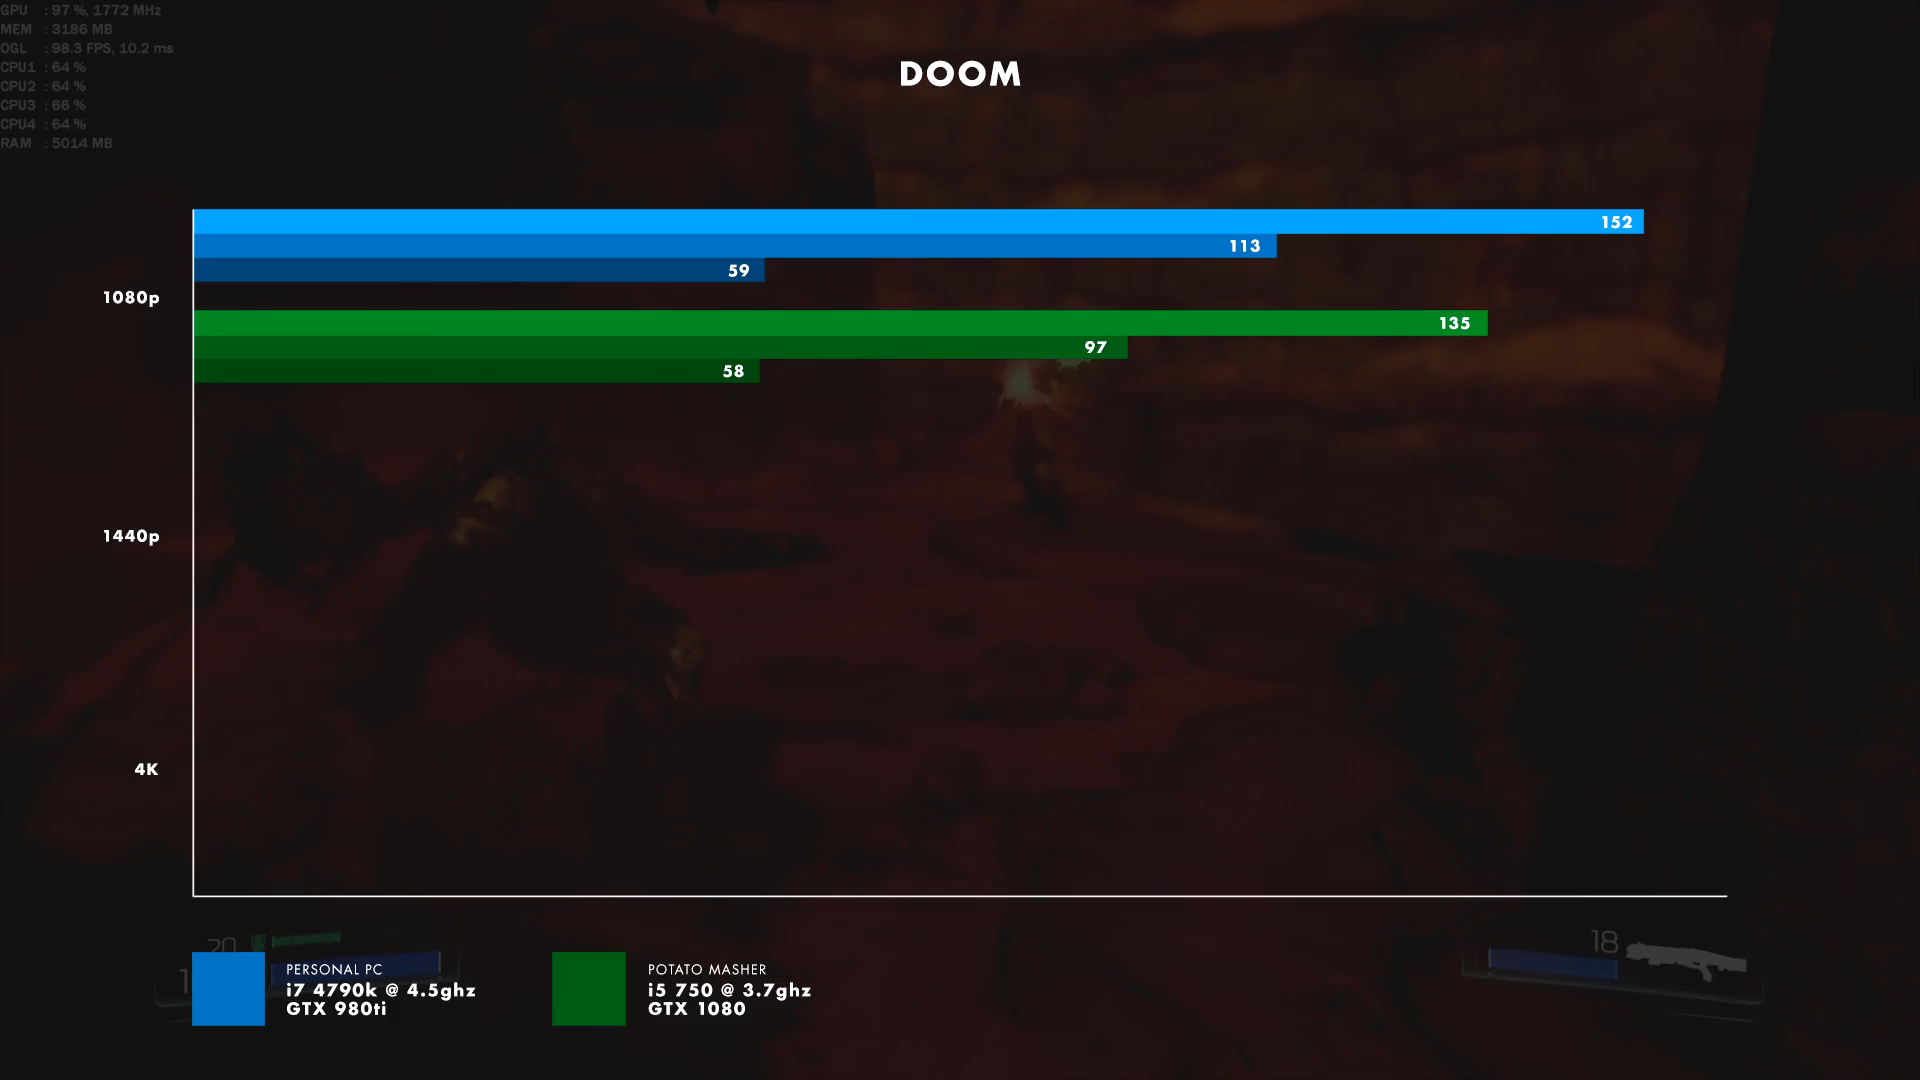 GPU : 97 %, 1772 MHz
MEM : 3186 MB
OGL : 98.3 FPS, 10.2 ms
CPU1 : 64 %
CPU2 : 64 %
CPU3 : 66 %
CPU4 : 64 %
RAM : 5014 MB
DOOM
152
113
59
1080p
135
97
58
1440p
4K
20
18
PERSONAL PC
i7 4790k @ 4.5ghz
GTX 980ti
POTATO MASHER
i5 750 @ 3.7ghz
GTX 1080